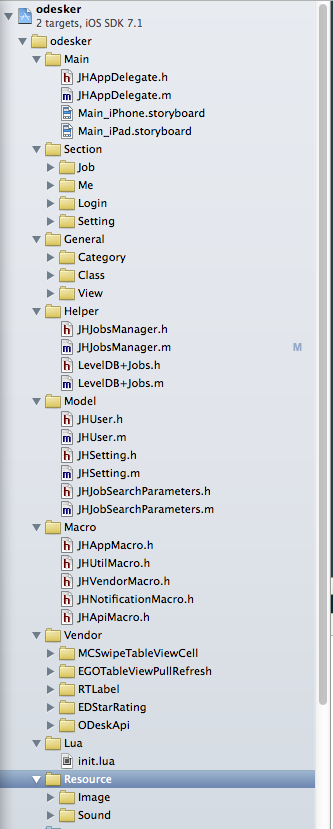 odesker
2 targets, iOS SDK 7.1
odesker
Main
JHAppDelegate.h
JHAppDelegate.m
Main_iPhone.storyboard
Main_iPad.storyboard
Section
Job
Me
Login
Setting
General
Category
Class
View
Helper
JHJobsManager.h
JHJobsManager.m M
LevelDB+Jobs.h
LevelDB+Jobs.m
Model
JHUser.h
JHUser.m
JHSetting.h
JHSetting.m
JHJobSearchParameters.h
JHJobSearchParameters.m
Macro
JHAppMacro.h
JHUtilMacro.h
JHVendorMacro.h
JHNotificationMacro.h
JHApiMacro.h
Vendor
MCSwipeTableViewCell
EGOTableViewPullRefresh
RTLabel
EDStarRating
ODeskApi
Lua
init.lua
Resource
Image
Sound